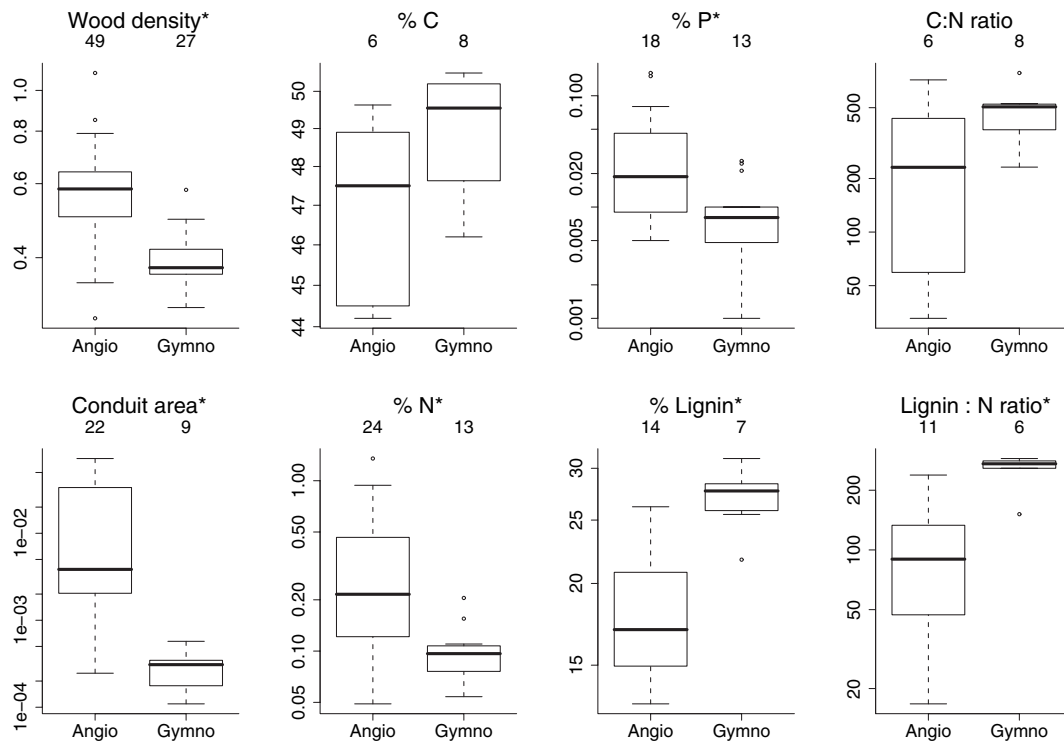 Wood density*
49 27
1.0
0.8
0.6
0.4
Angio Gymno
% C
6 8
50
49
48
47
46
45
44
Angio Gymno
% P*
18 13
0.100
0.020
0.005
0.001
Angio Gymno
C:N ratio
6 8
500
200
100
50
Angio Gymno
Conduit area*
22 9
1e−02
1e−03
1e−04
Angio Gymno
% N*
24 13
1.00
0.50
0.20
0.10
0.05
Angio Gymno
% Lignin*
14 7
30
25
20
15
Angio Gymno
Lignin : N ratio*
11 6
200
100
50
20
Angio Gymno